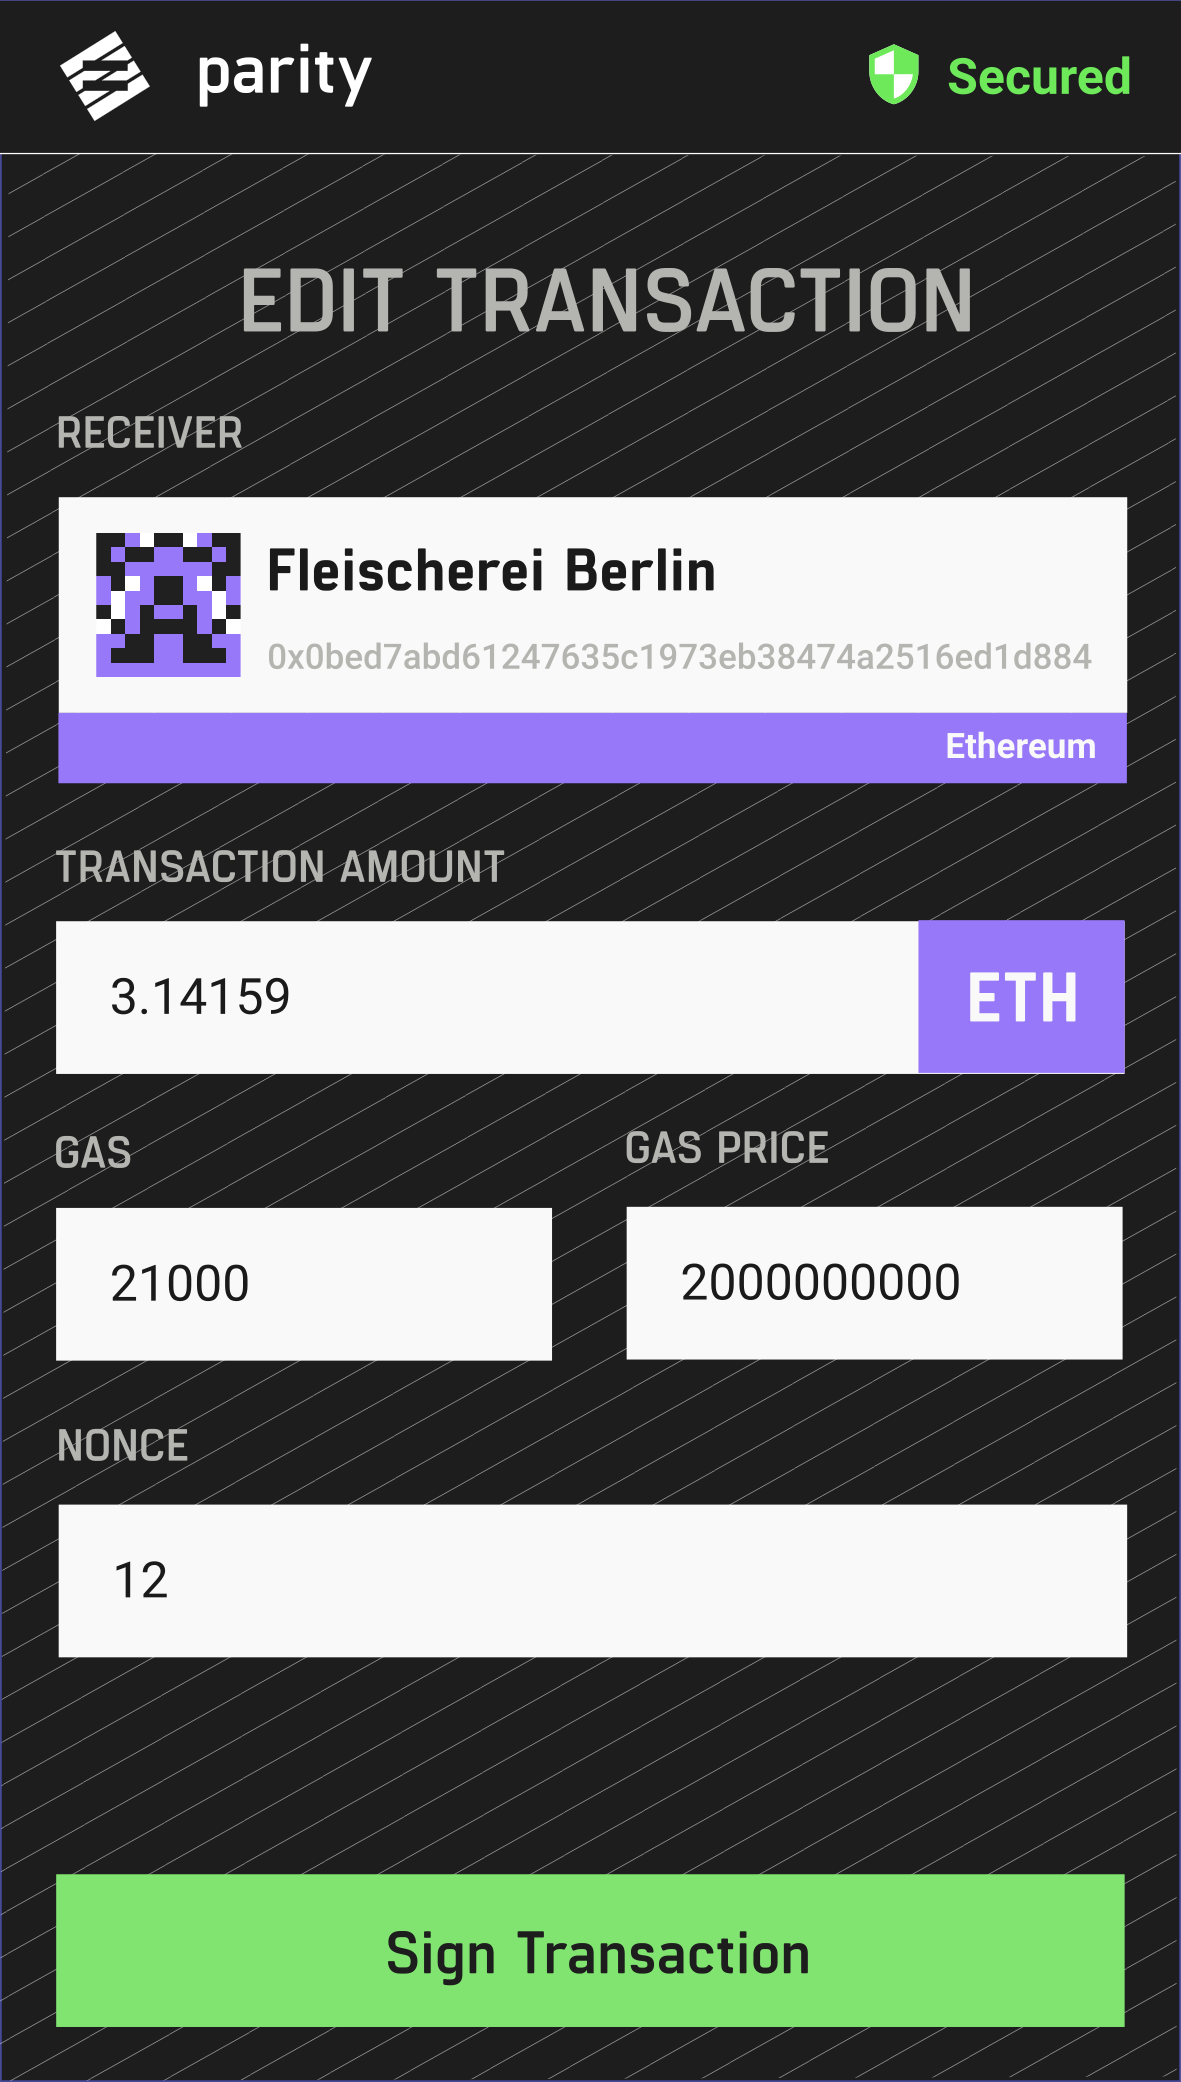 parity
Secured
EDIT TRANSACTION
RECEIVER
Fleischerei Berlin
0x0bed7abd61247635c1973eb38474a2516ed1d884
Ethereum
TRANSACTION AMOUNT
3.14159
ETH
GAS
GAS PRICE
21000
2000000000
NONCE
12
Sign Transaction